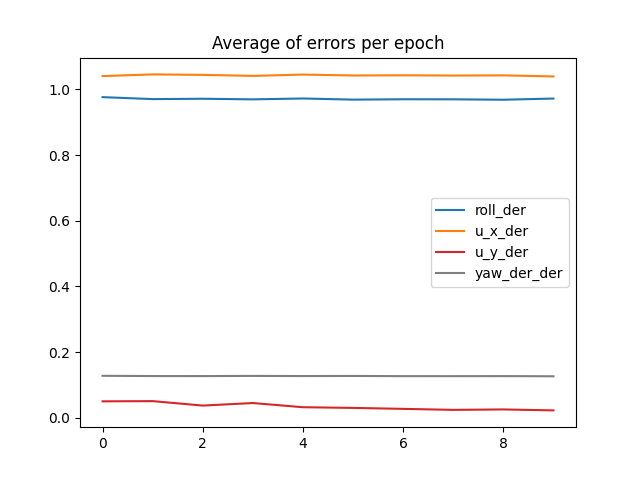 Average of errors per epoch
1.0
0.8
0.6
0.4
0.2
0.0
roll_der
u_x_der
u_y_der
yaw_der_der
0 2 4 6 8